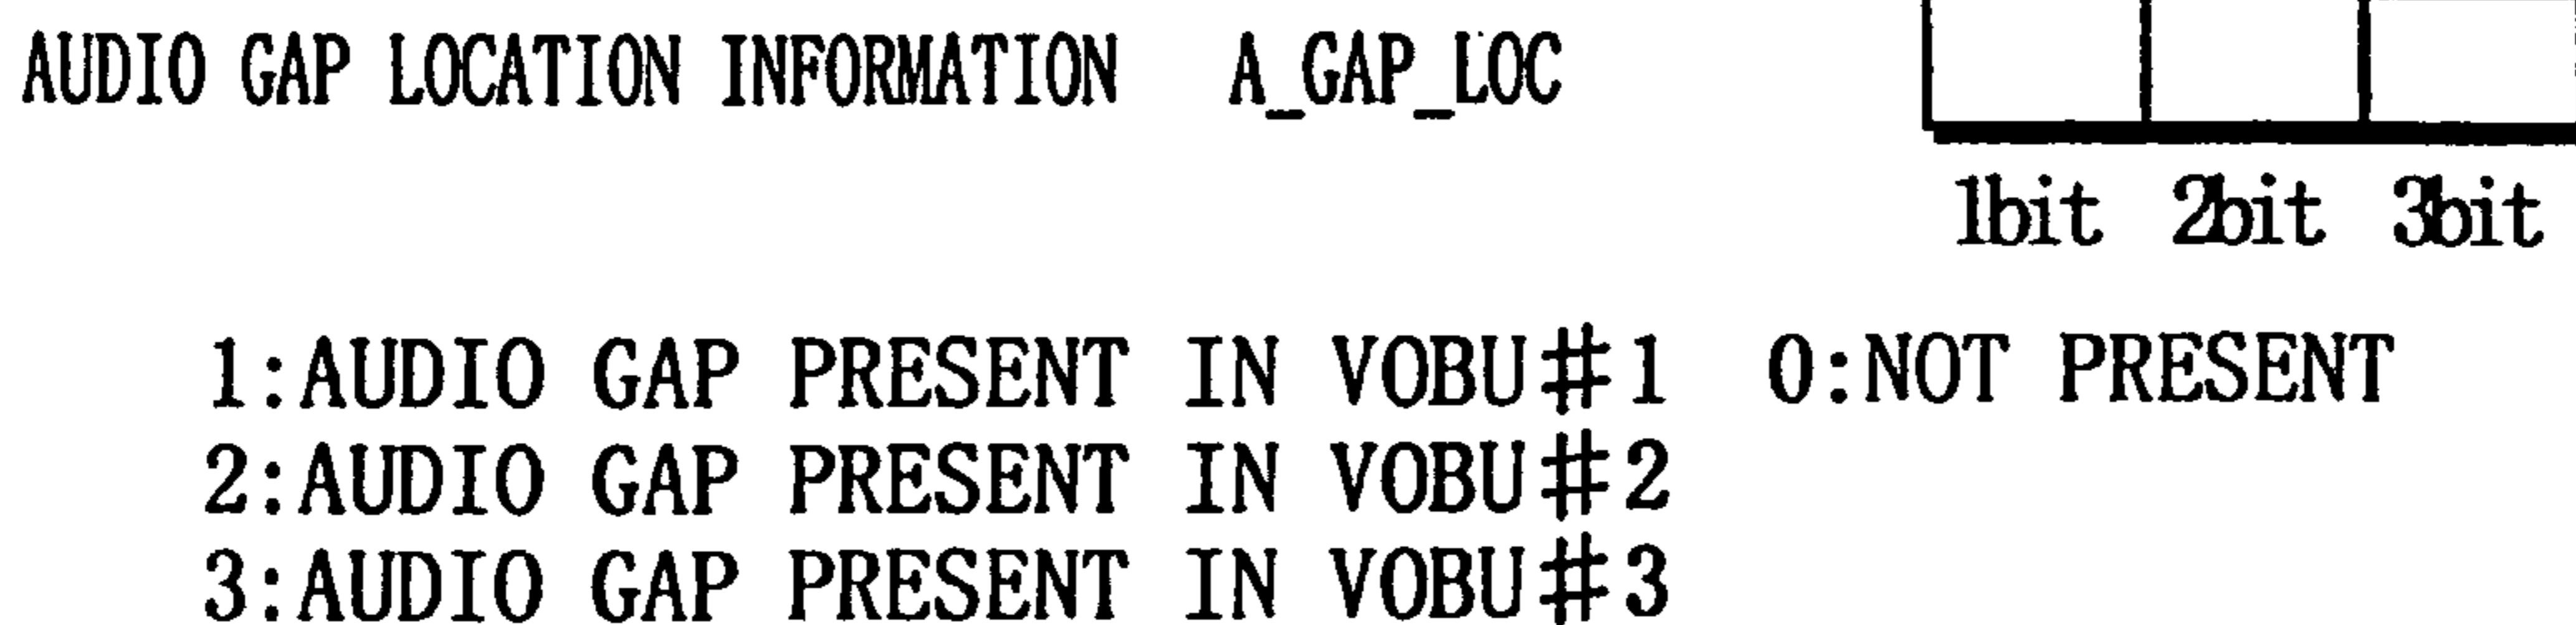 AUDIO GAP LOCATION INFORMATION A_GAP_LOC
1bit 2bit 3bit
1:AUDIO GAP PRESENT IN VOBU#1 0:NOT PRESENT
2:AUDIO GAP PRESENT IN VOBU#2
3:AUDIO GAP PRESENT IN VOBU#3